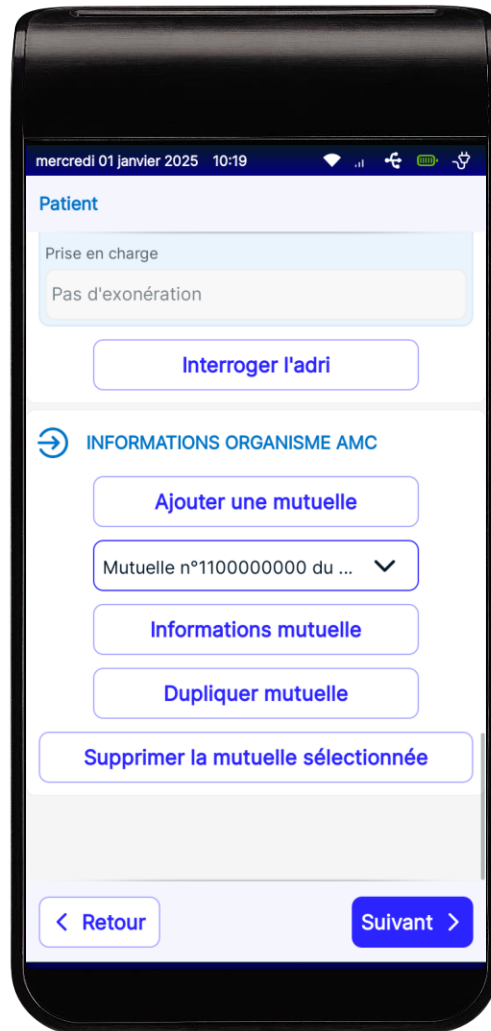 mercredi 01 janvier 2025 10:19
Patient
Prise en charge
Pas d'exonération
Interroger l'adri
INFORMATIONS ORGANISME AMC
Ajouter une mutuelle
Mutuelle n°1100000000 du ...
Informations mutuelle
Dupliquer mutuelle
Supprimer la mutuelle sélectionnée
Retour
Suivant